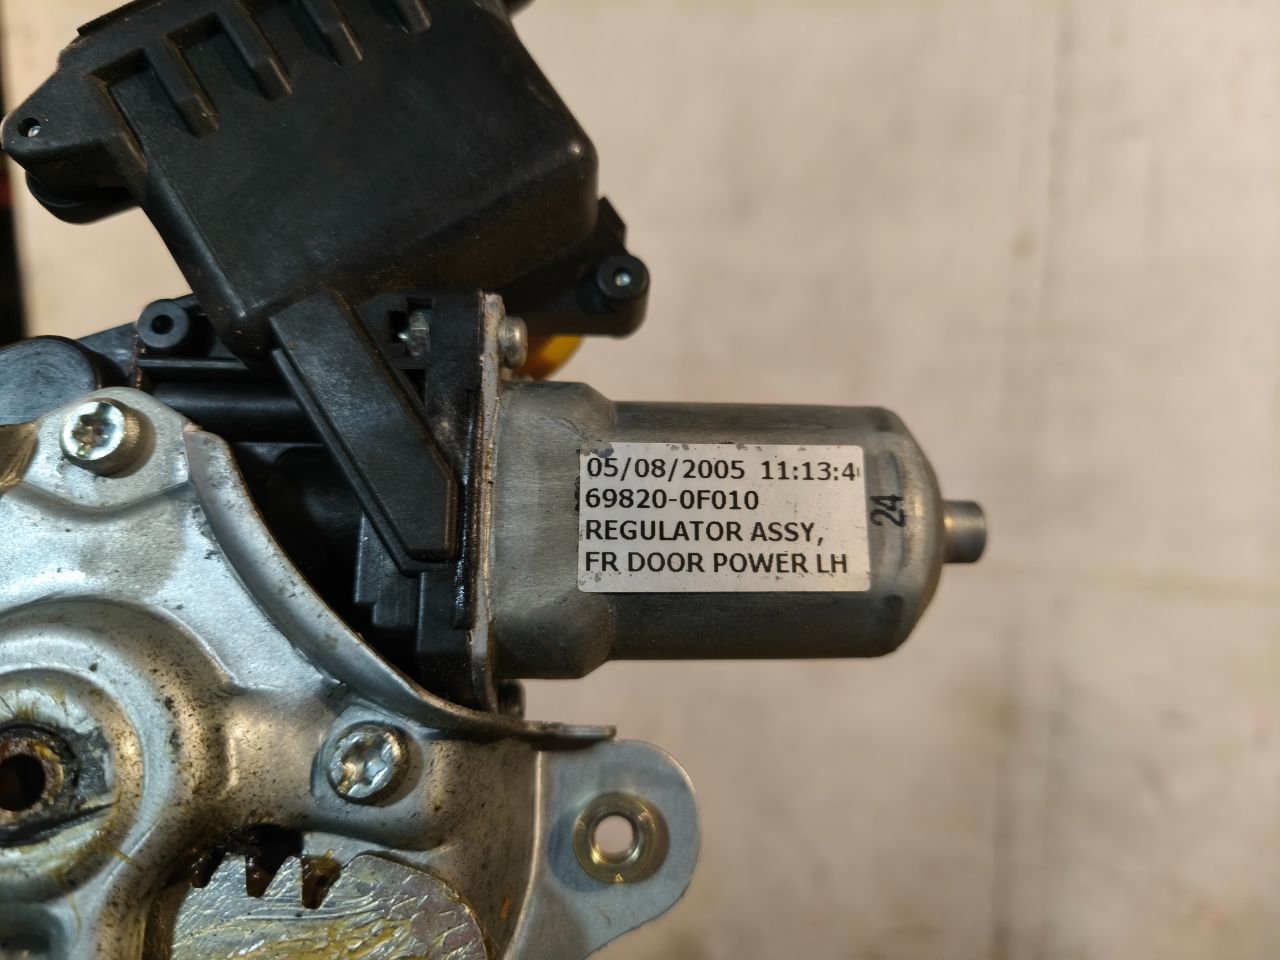 05/08/2005 11:13:4
69820-0F010
REGULATOR ASSY,
FR DOOR POWER LH
24